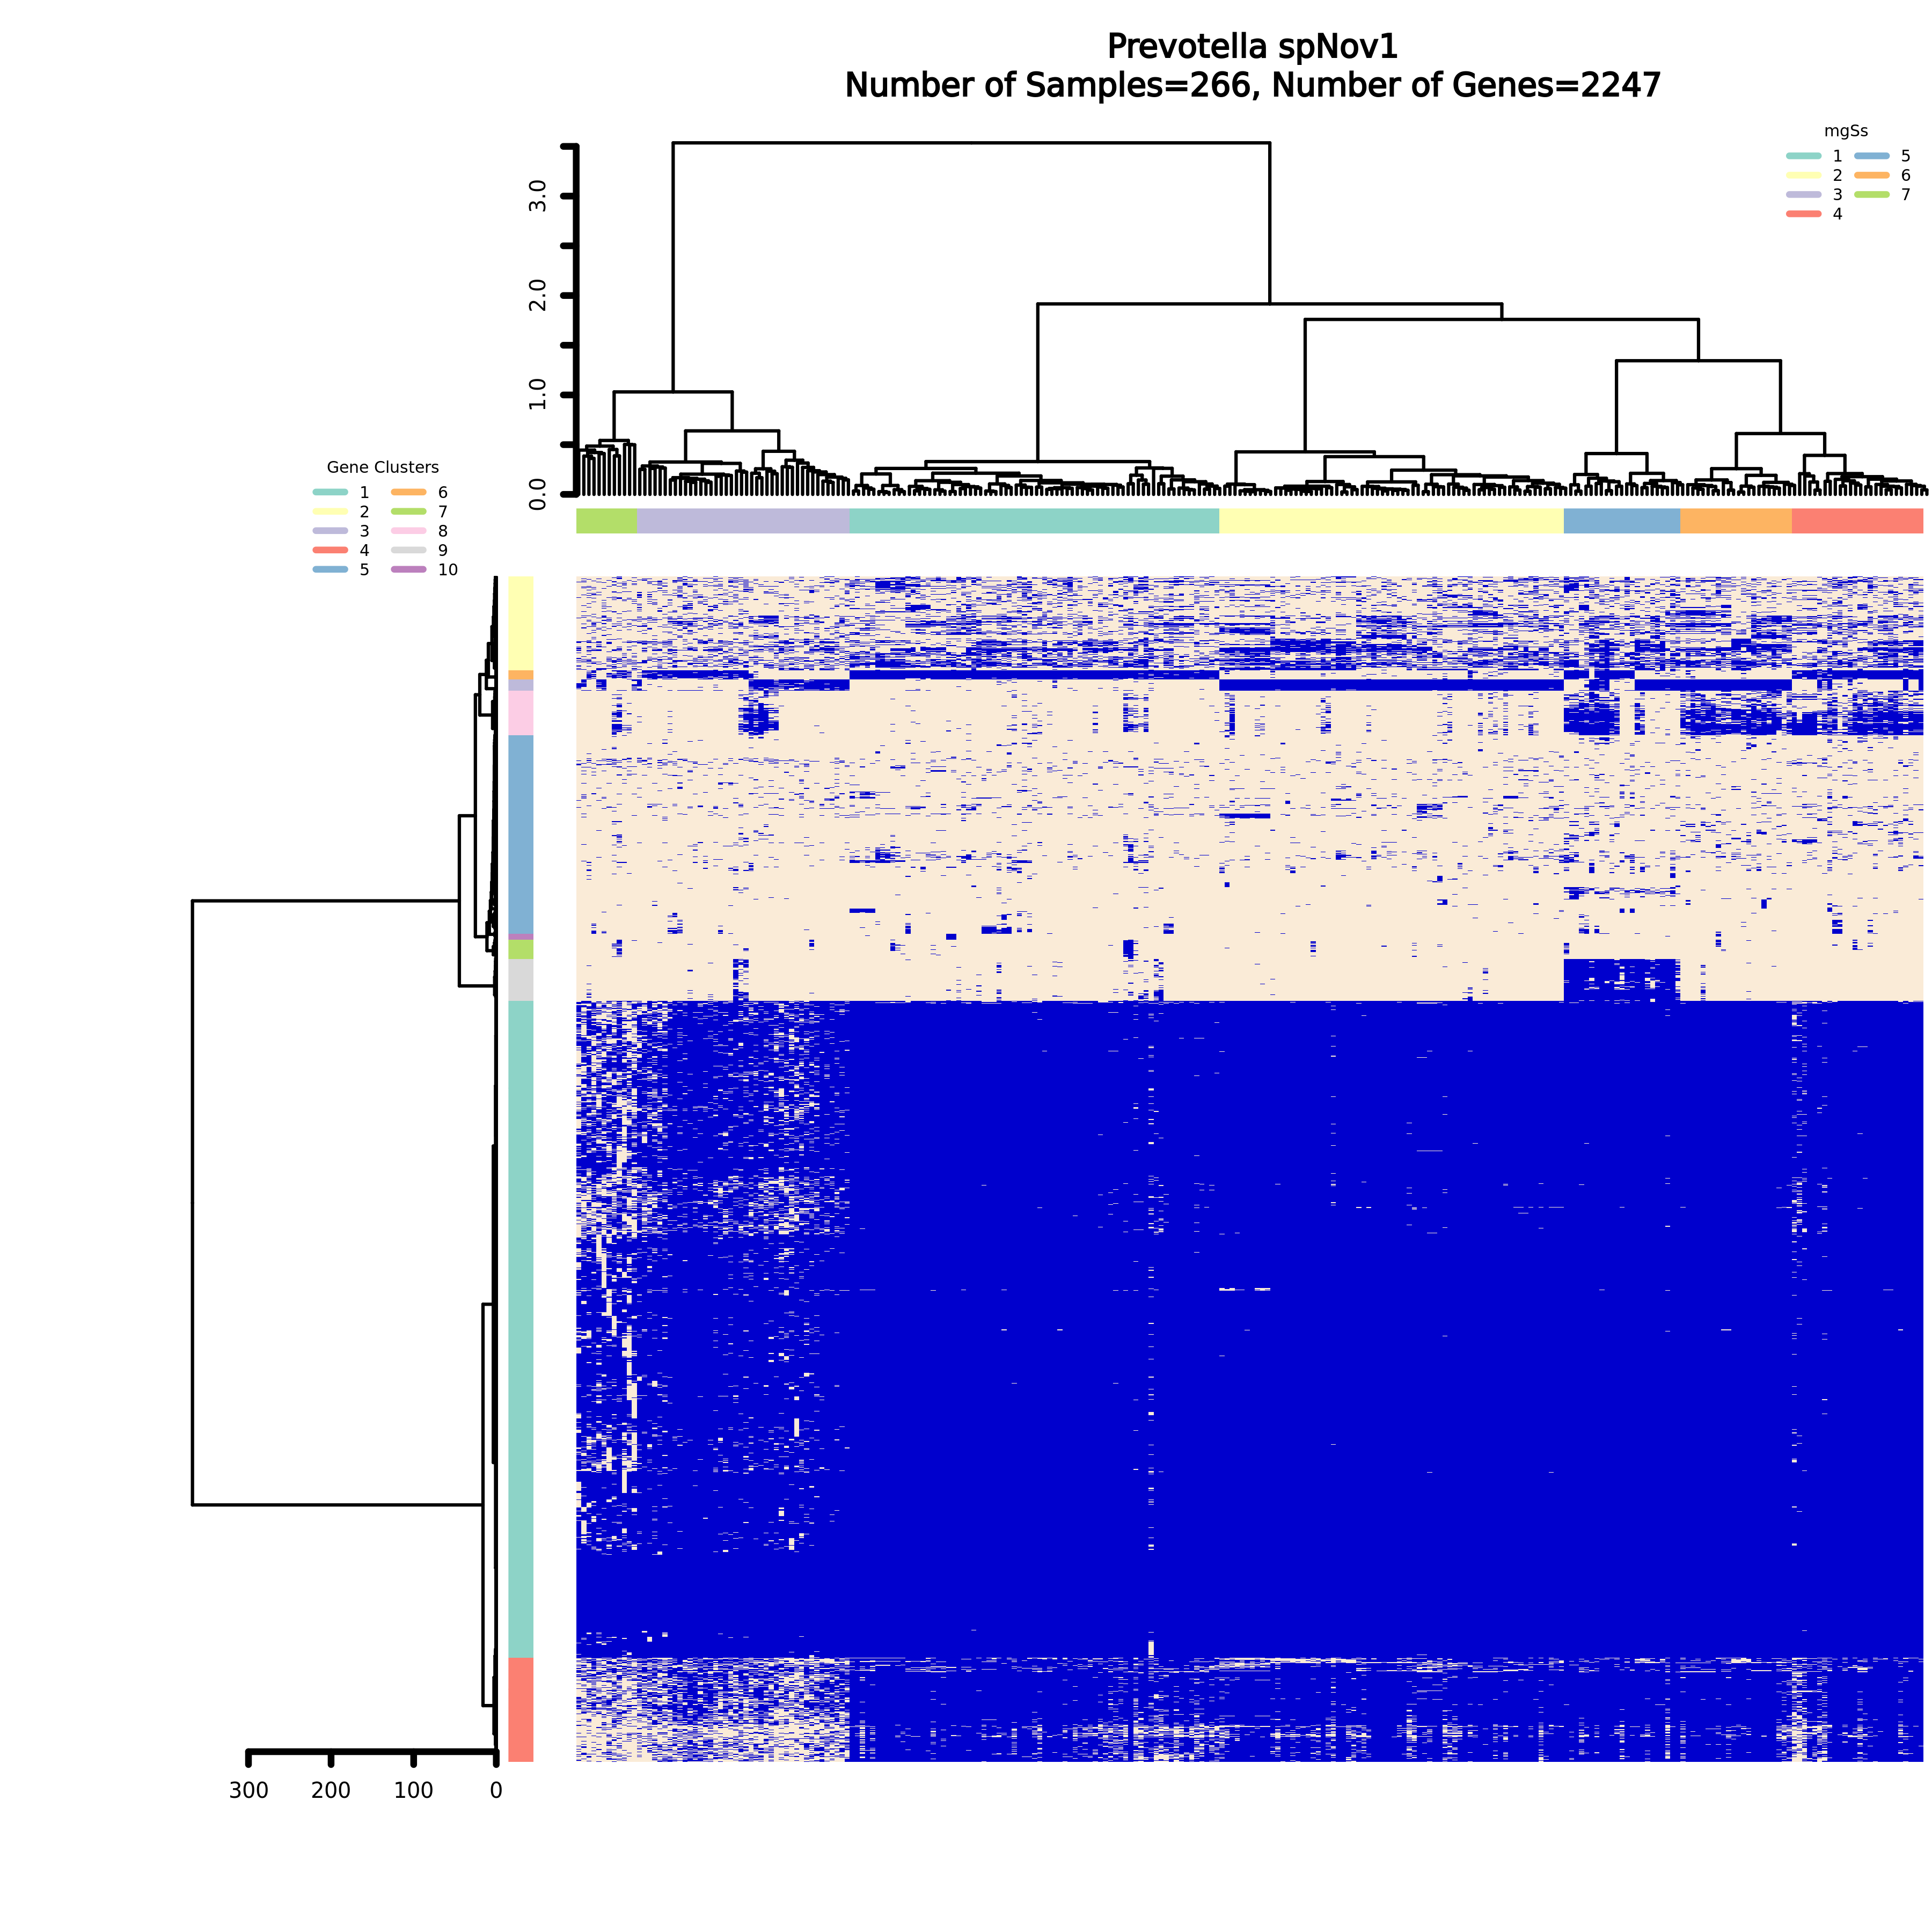 Prevotella spNov1
Number of Samples=266, Number of Genes=2247
mgSs
1 5
2 6
3 7
4
3.0
2.0
1.0
0.0
Gene Clusters
1 6
2 7
3 8
4 9
5 10
300 200 100 0